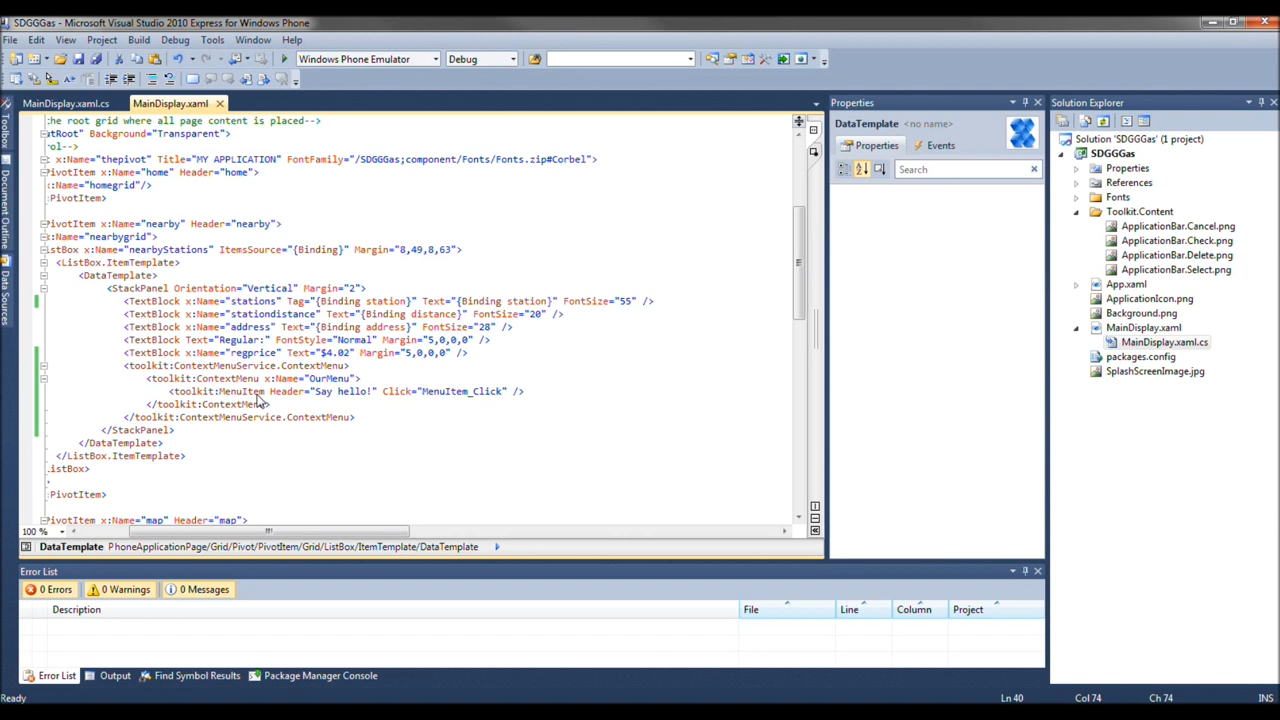 SDGGGas - Microsoft Visual Studio 2010 Express for Windows Phone
File Edit View Project Build Debug Tools Window Help
Windows Phone Emulator Debug
MainDisplay.xaml.cs MainDisplay.xaml
Toolbox
Document Outline
Data Sources
the root grid where all page content is placed-->
utRoot" Background="Transparent">
rol-->
t x:Name="thepivot" Title="MY APPLICATION" FontFamily="/SDGGGas;component/Fonts/Fonts.zip#Corbel">
PivotItem x:Name="home" Header="home">
x:Name="homegrid"/>
:PivotItem>
PivotItem x:Name="nearby" Header="nearby">
x:Name="nearbygrid">
istBox x:Name="nearbyStations" ItemsSource="{Binding}" Margin="8,49,8,63">
<ListBox.ItemTemplate>
<DataTemplate>
<StackPanel Orientation="Vertical" Margin="2">
<TextBlock x:Name="stations" Tag="{Binding station}" Text="{Binding station}" FontSize="55" />
<TextBlock x:Name="stationdistance" Text="{Binding distance}" FontSize="20" />
<TextBlock x:Name="address" Text="{Binding address}" FontSize="28" />
<TextBlock Text="Regular:" FontStyle="Normal" Margin="5,0,0,0" />
<TextBlock x:Name="regprice" Text="$4.02" Margin="5,0,0,0" />
<toolkit:ContextMenuService.ContextMenu>
<toolkit:ContextMenu x:Name="OurMenu">
<toolkit:MenuItem Header="Say hello!" Click="MenuItem_Click" />
</toolkit:ContextMenu>
</toolkit:ContextMenuService.ContextMenu>
</StackPanel>
</DataTemplate>
</ListBox.ItemTemplate>
istBox>
:PivotItem>
PivotItem x:Name="map" Header="map">
100 %
DataTemplate PhoneApplicationPage/Grid/Pivot/PivotItem/Grid/ListBox/ItemTemplate/DataTemplate
Properties
DataTemplate <no name>
Properties Events
Search
Solution Explorer
Solution 'SDGGGas' (1 project)
SDGGGas
Properties
References
Fonts
Toolkit.Content
ApplicationBar.Cancel.png
ApplicationBar.Check.png
ApplicationBar.Delete.png
ApplicationBar.Select.png
App.xaml
ApplicationIcon.png
Background.png
MainDisplay.xaml
MainDisplay.xaml.cs
packages.config
SplashScreenImage.jpg
Error List
0 Errors 0 Warnings 0 Messages
Description File Line Column Project
Error List Output Find Symbol Results Package Manager Console
Ready Ln 40 Col 74 Ch 74 INS